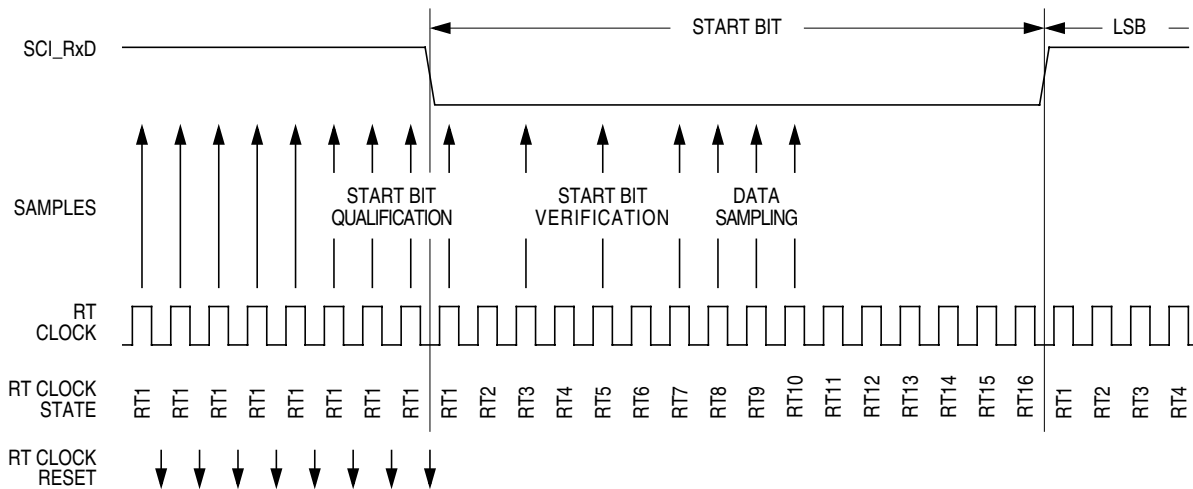 START BIT
LSB
SCI_RxD
SAMPLES
START BIT
QUALIFICATION
START BIT
VERIFICATION
DATA
SAMPLING
RT
CLOCK
RT CLOCK
STATE
RT1 RT1 RT1 RT1 RT1 RT1 RT1 RT1 RT1 RT2 RT3 RT4 RT5 RT6 RT7 RT8 RT9 RT10 RT11 RT12 RT13 RT14 RT15 RT16 RT1 RT2 RT3 RT4
RT CLOCK
RESET